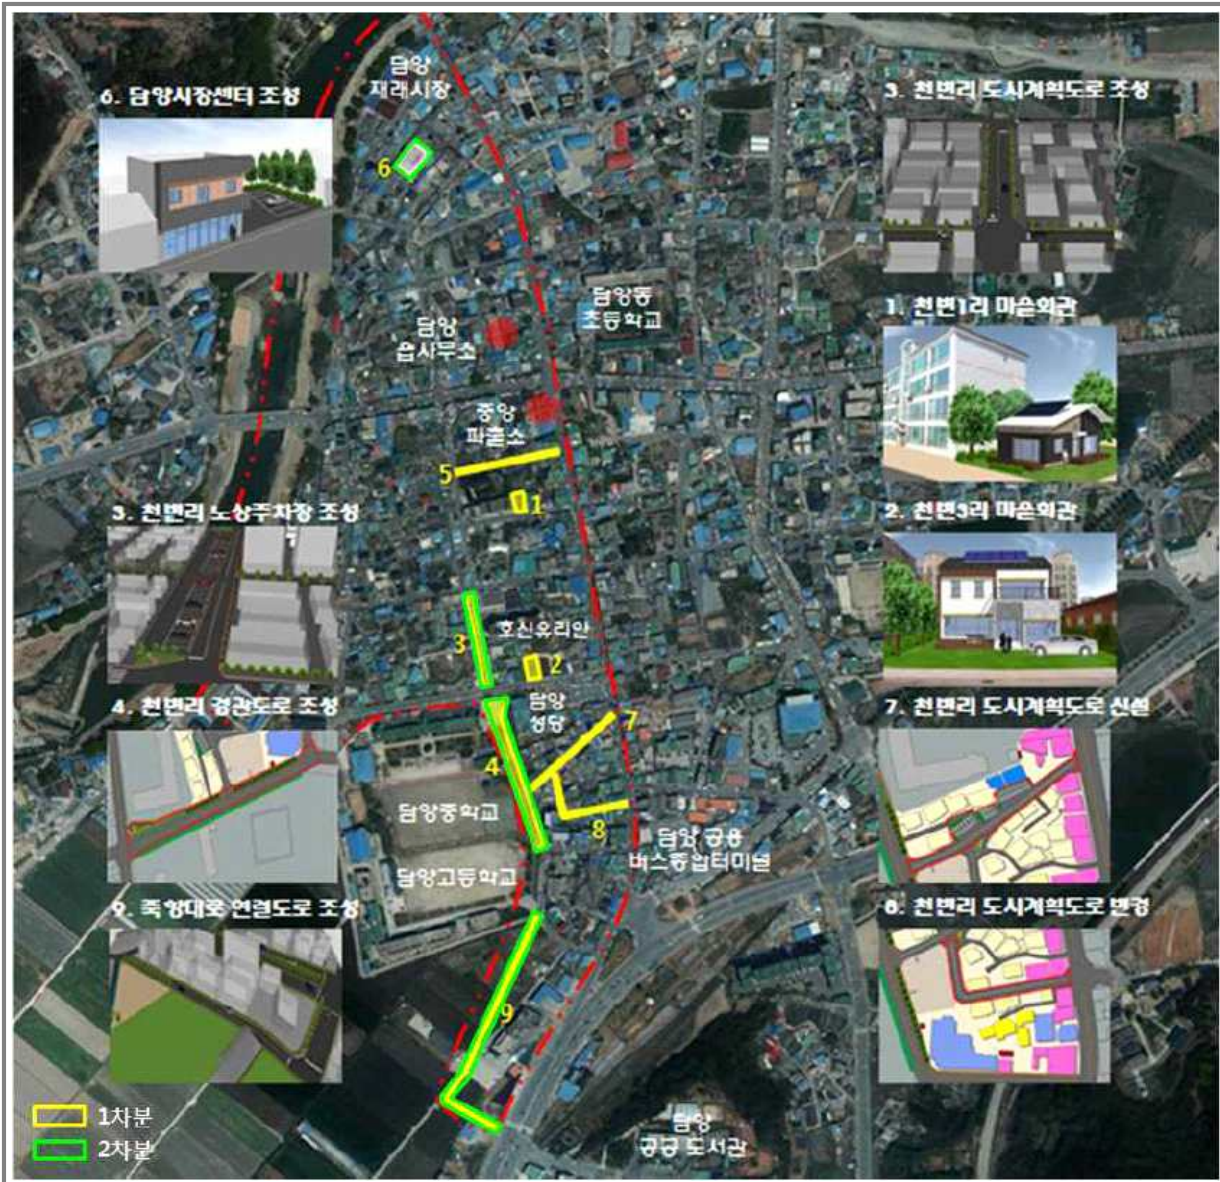 담양
재래시장
6. 담양시장센터 조성
3. 천변리 도시계획도로 조성
6
담양동
초등학교
1. 천변1리 마을회관
담양
읍사무소
중앙
파출소
5
1
3. 천변리 노상주차장 조성
2. 천변3리 마을회관
3
호신유리안
2
4. 천변리 경관도로 조성
담양
성당
7. 천변리 도시계획도로 신설
7
4
담양중학교
8
담양 공용
버스종합터미널
담양고등학교
9. 죽향대로 연결도로 조성
8. 천변리 도시계획도로 변경
9
1차분
2차분
담양
공공 도서관